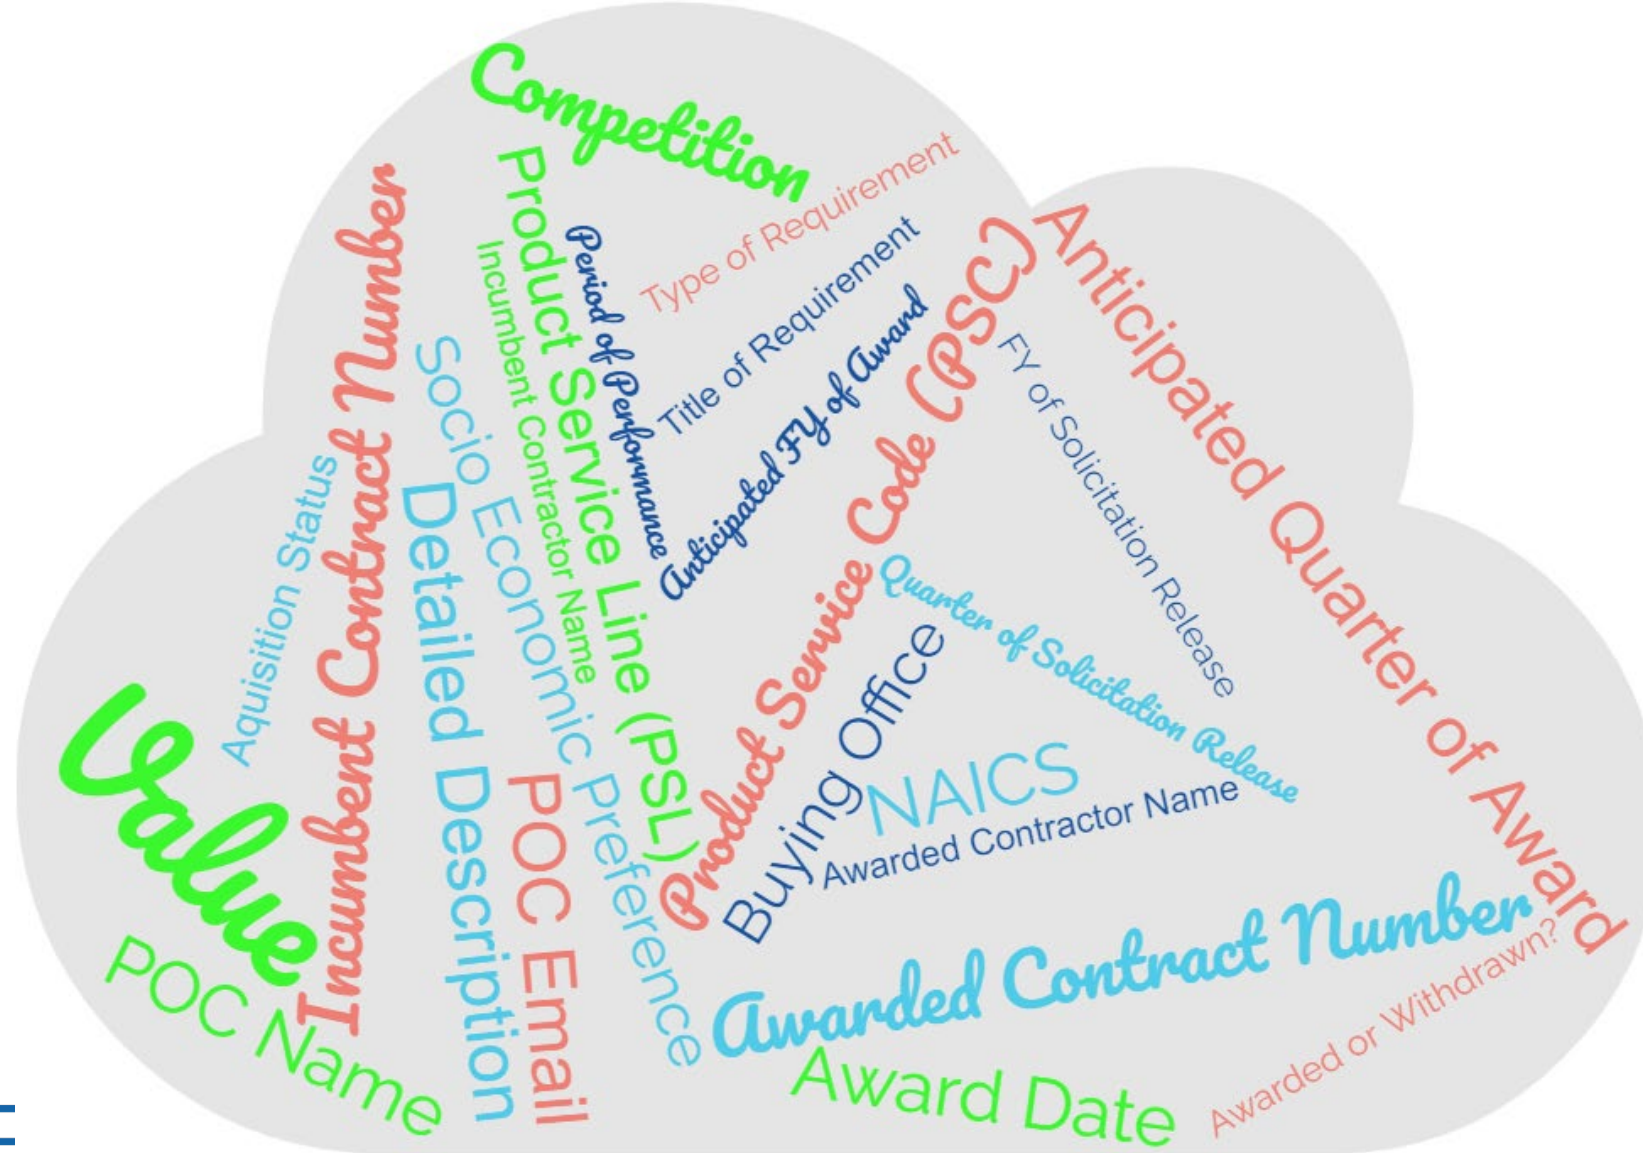 Competition
Type of Requirement
Product Service Line (PSL)
Incumbent Contract Number
Period of Performance
Title of Requirement
Incumbent Contractor Name
Anticipated FY of Award
Product Service Code (PSC)
Anticipated Quarter of Award
FY of Solicitation Release
Socio Economic Preference
Aquisition Status
Detailed Description
Quarter of Solicitation Release
Buying Office
NAICS
Awarded Contractor Name
Value
POC Email
POC Name
Awarded Contract Number
Award Date
Awarded or Withdrawn?